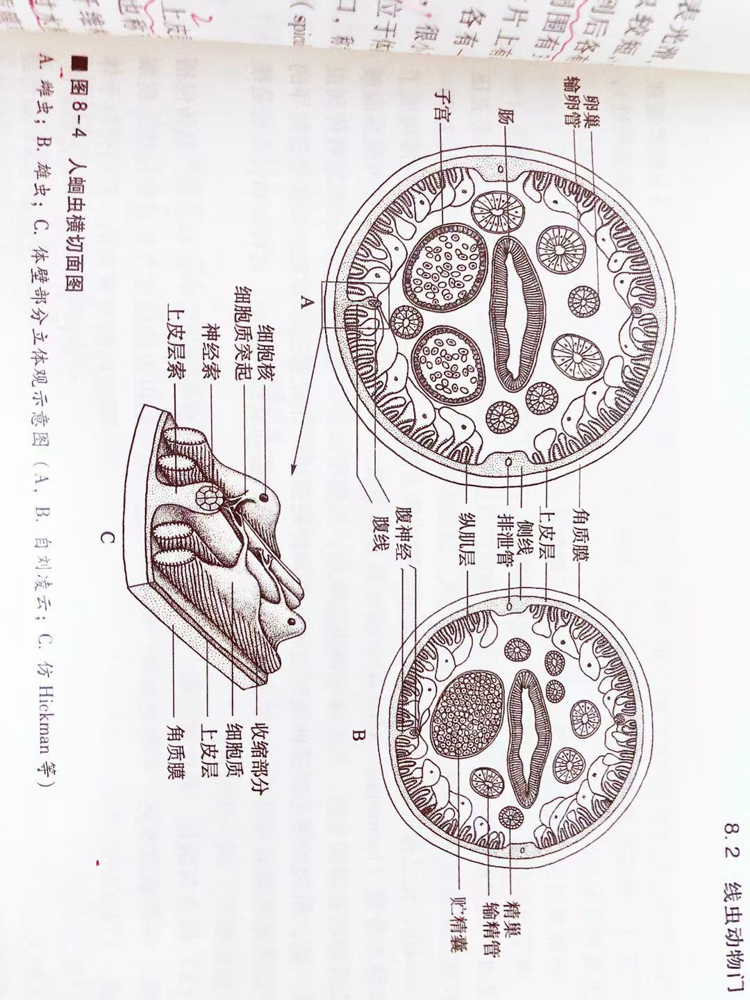 8.2 线虫动物门
卵巢
输卵管
肠
子宫
角质膜
上皮层
侧线
排泄管
纵肌层
腹神经
腹线
A
精巢
输精管
贮精囊
B
细胞核
细胞质突起
神经索
上皮层索
收缩部分
细胞质
上皮层
角质膜
C
■ 图8-4 人蛔虫横切面图
A. 雌虫；B. 雄虫；C. 体壁部分立体观示意图（A，B. 自刘凌云；C. 仿 Hickman 等）